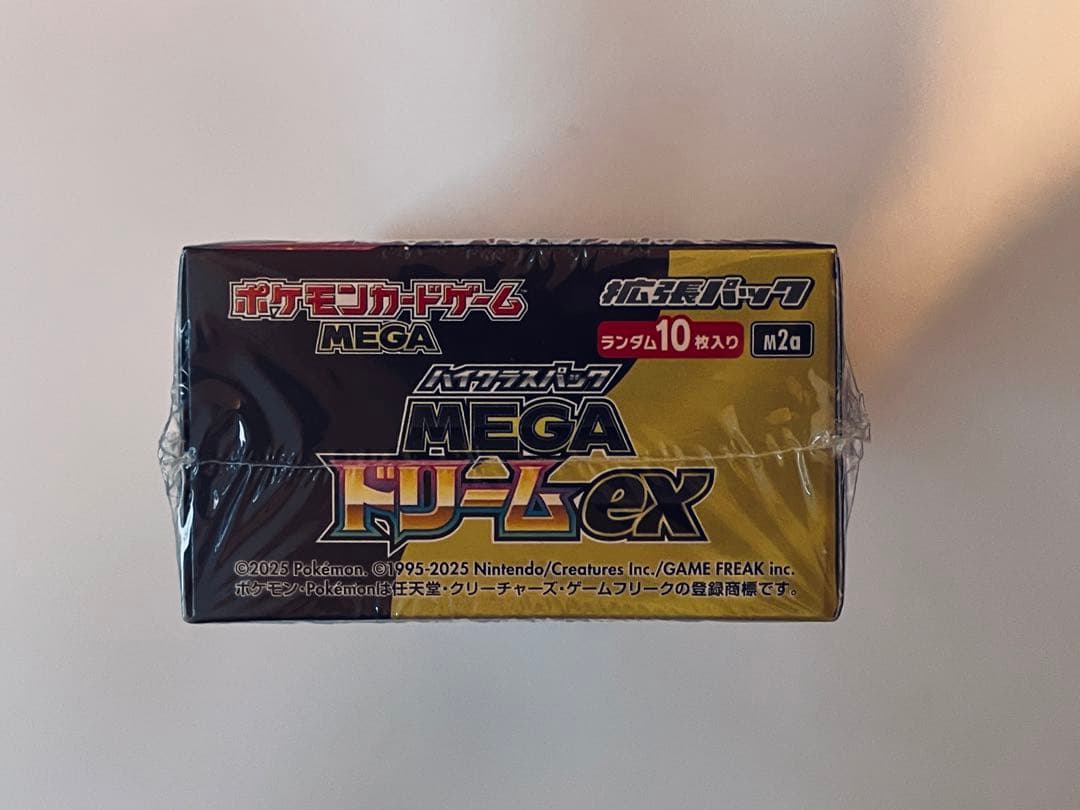 ポケモンカードゲーム
MEGA
拡張パック
ランダム10枚入り
M2a
ハイクラスパック
MEGA
ドリームex
©2025 Pokémon. ©1995-2025 Nintendo/Creatures Inc./GAME FREAK inc.
ポケモン・Pokémonは任天堂・クリーチャーズ・ゲームフリークの登録商標です。